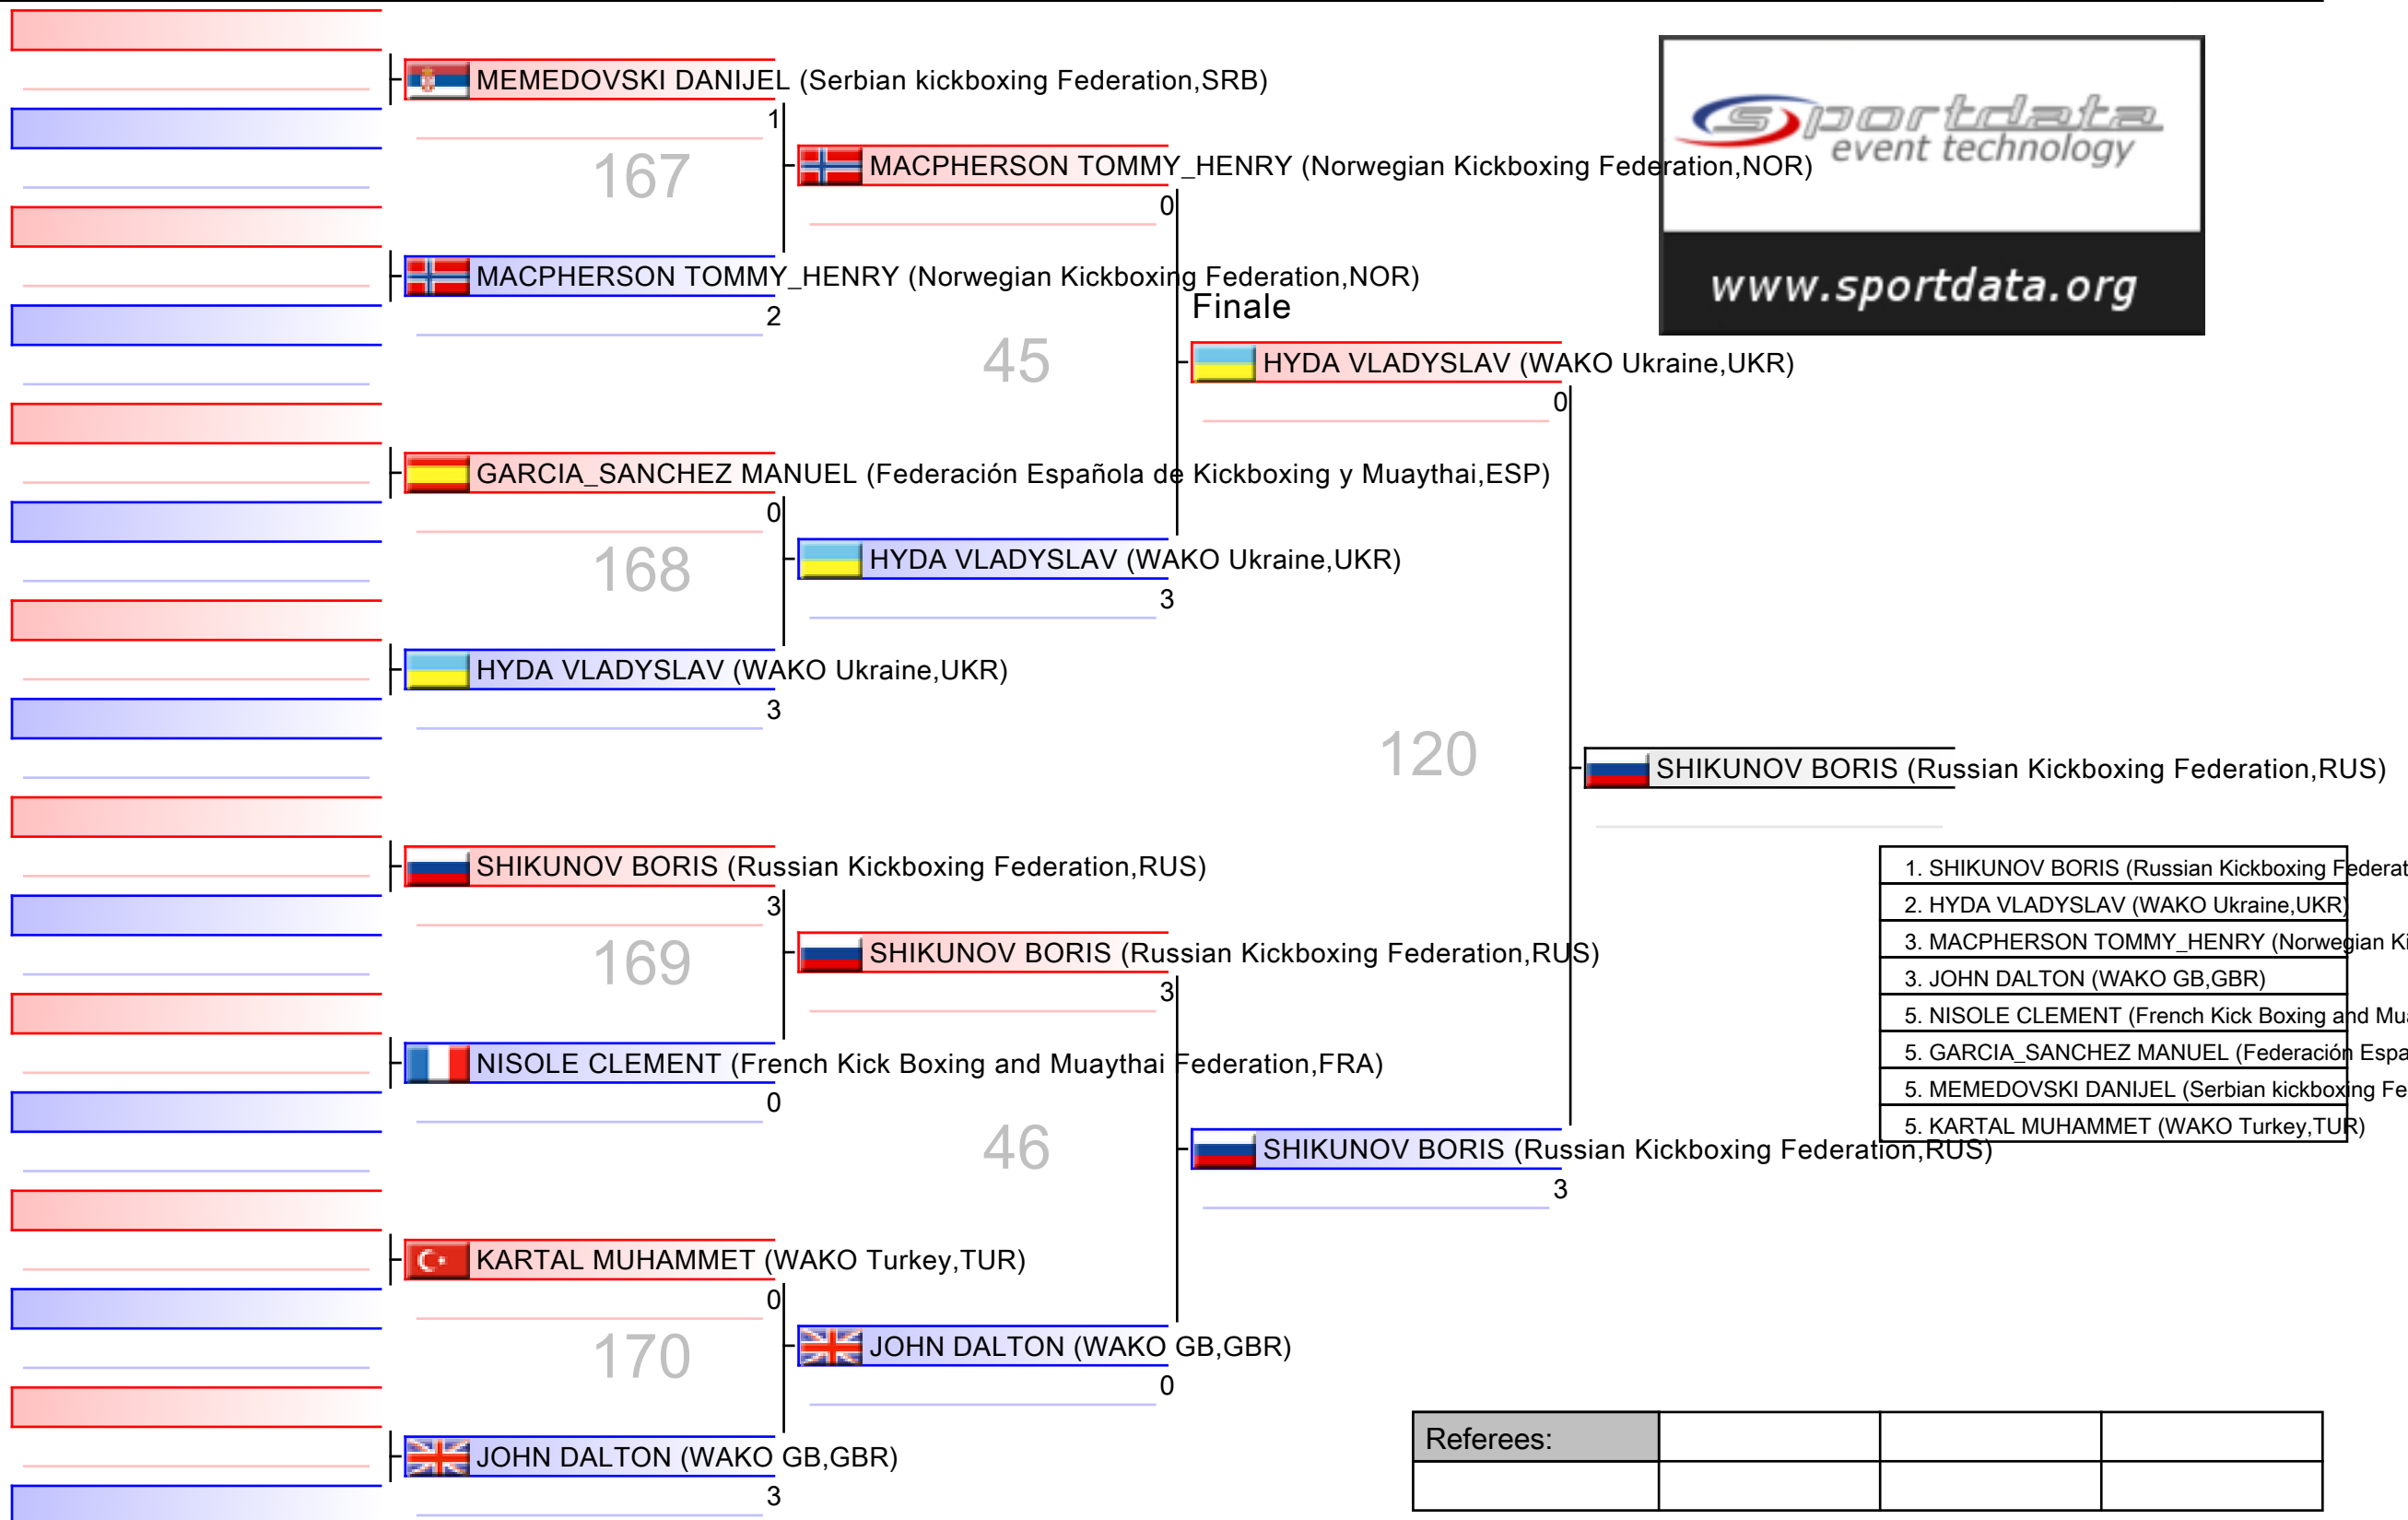 MEMEDOVSKI DANIJEL (Serbian kickboxing Federation,SRB)
1
167
MACPHERSON TOMMY_HENRY (Norwegian Kickboxing Federation,NOR)
0
MACPHERSON TOMMY_HENRY (Norwegian Kickboxing Federation,NOR)
2
sportdata
event technology
www.sportdata.org
Finale
45
HYDA VLADYSLAV (WAKO Ukraine,UKR)
0
GARCIA_SANCHEZ MANUEL (Federación Española de Kickboxing y Muaythai,ESP)
0
168
HYDA VLADYSLAV (WAKO Ukraine,UKR)
3
HYDA VLADYSLAV (WAKO Ukraine,UKR)
3
120
SHIKUNOV BORIS (Russian Kickboxing Federation,RUS)
SHIKUNOV BORIS (Russian Kickboxing Federation,RUS)
3
169
SHIKUNOV BORIS (Russian Kickboxing Federation,RUS)
3
NISOLE CLEMENT (French Kick Boxing and Muaythai Federation,FRA)
0
46
SHIKUNOV BORIS (Russian Kickboxing Federation,RUS)
3
KARTAL MUHAMMET (WAKO Turkey,TUR)
0
170
JOHN DALTON (WAKO GB,GBR)
0
JOHN DALTON (WAKO GB,GBR)
3
1. SHIKUNOV BORIS (Russian Kickboxing Federat
2. HYDA VLADYSLAV (WAKO Ukraine,UKR)
3. MACPHERSON TOMMY_HENRY (Norwegian Ki
3. JOHN DALTON (WAKO GB,GBR)
5. NISOLE CLEMENT (French Kick Boxing and Mua
5. GARCIA_SANCHEZ MANUEL (Federación Espa
5. MEMEDOVSKI DANIJEL (Serbian kickboxing Fe
5. KARTAL MUHAMMET (WAKO Turkey,TUR)
Referees: